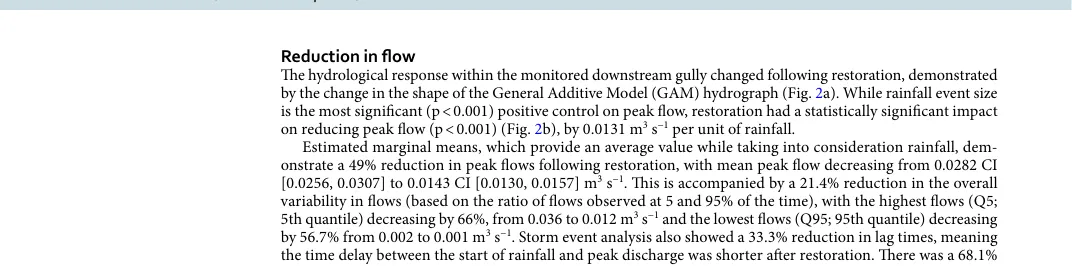 Reduction in flow
The hydrological response within the monitored downstream gully changed following restoration, demonstrated
by the change in the shape of the General Additive Model (GAM) hydrograph (Fig. 2a). While rainfall event size
is the most significant (p < 0.001) positive control on peak flow, restoration had a statistically significant impact
on reducing peak flow (p < 0.001) (Fig. 2b), by 0.0131 m³ s⁻¹ per unit of rainfall.
Estimated marginal means, which provide an average value while taking into consideration rainfall, dem-
onstrate a 49% reduction in peak flows following restoration, with mean peak flow decreasing from 0.0282 CI
[0.0256, 0.0307] to 0.0143 CI [0.0130, 0.0157] m³ s⁻¹. This is accompanied by a 21.4% reduction in the overall
variability in flows (based on the ratio of flows observed at 5 and 95% of the time), with the highest flows (Q5;
5th quantile) decreasing by 66%, from 0.036 to 0.012 m³ s⁻¹ and the lowest flows (Q95; 95th quantile) decreasing
by 56.7% from 0.002 to 0.001 m³ s⁻¹. Storm event analysis also showed a 33.3% reduction in lag times, meaning
the time delay between the start of rainfall and peak discharge was shorter after restoration. There was a 68.1%